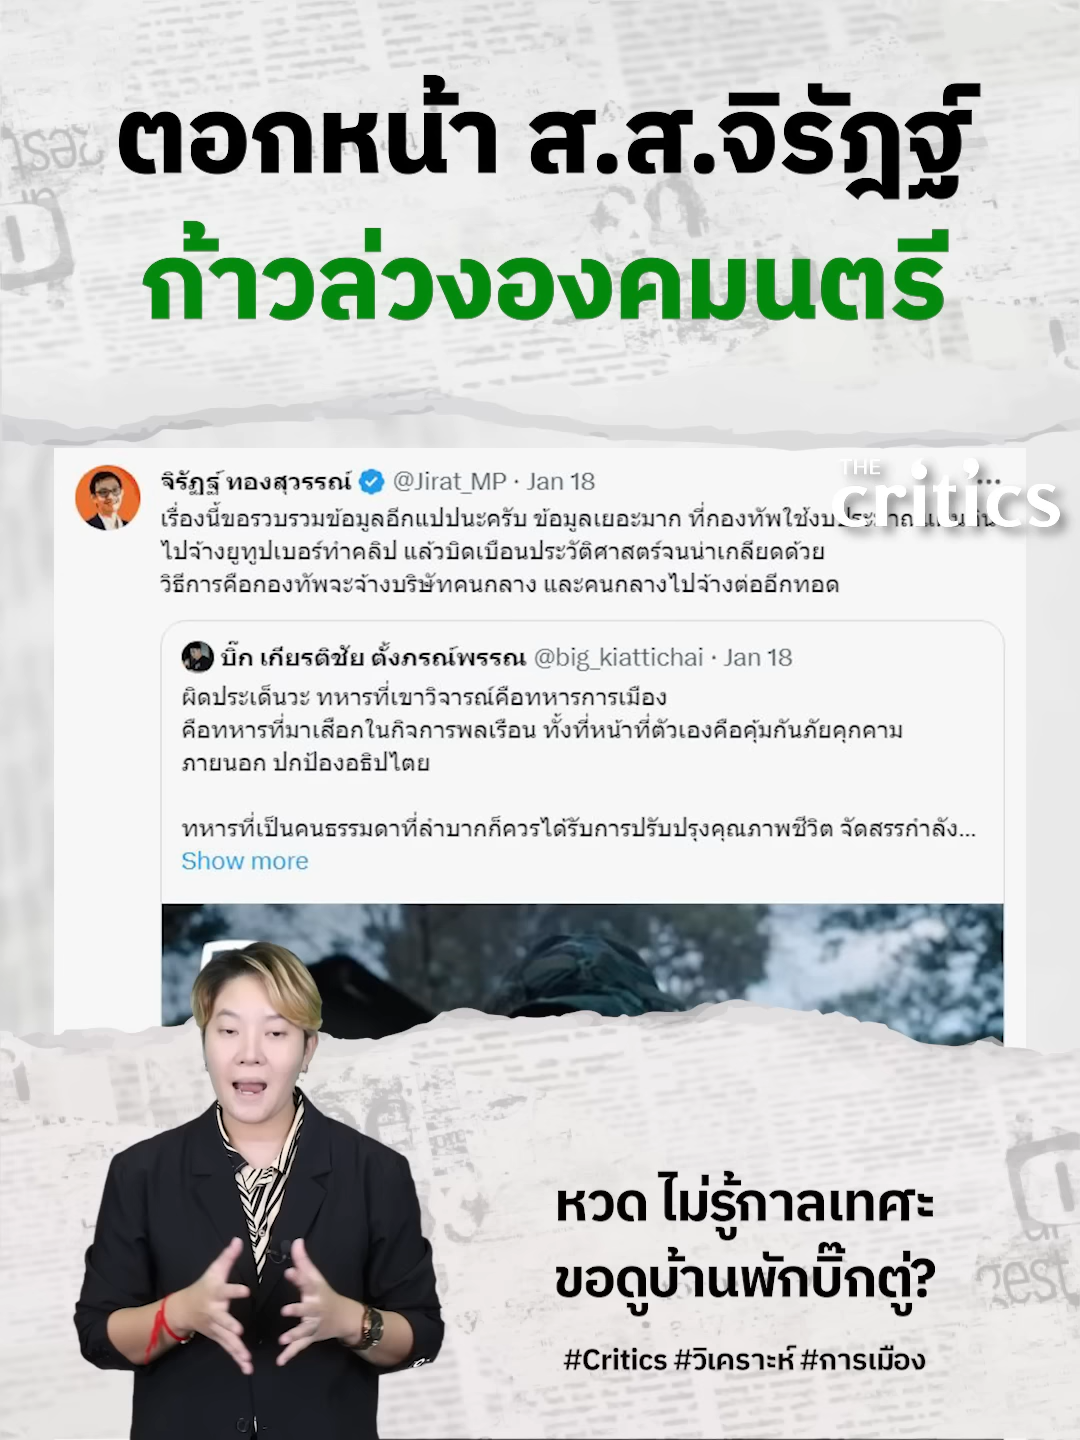 ตอกหน้า ส.ส.จิรัฎฐ์
ก้าวล่วงองคมนตรี
THE
critics
จิรัฏฐ์ ทองสุวรรณ์ @Jirat_MP · Jan 18
เรื่องนี้ขอรวบรวมข้อมูลอีกแปปนะครับ ข้อมูลเยอะมาก ที่กองทัพใช้งบประมาณ
ไปจ้างยูทูปเบอร์ทำคลิป แล้วบิดเบือนประวัติศาสตร์จนน่าเกลียดด้วย
วิธีการคือกองทัพจะจ้างบริษัทคนกลาง และคนกลางไปจ้างต่ออีกทอด
บิ๊ก เกียรติชัย ตั้งภรณ์พรรณ @big_kiattichai · Jan 18
ผิดประเด็นวะ ทหารที่เขาวิจารณ์คือทหารการเมือง
คือทหารที่มาเสือกในกิจการพลเรือน ทั้งที่หน้าที่ตัวเองคือคุ้มกันภัยคุกคาม
ภายนอก ปกป้องอธิปไตย
ทหารที่เป็นคนธรรมดาที่ลำบากก็ควรได้รับการปรับปรุงคุณภาพชีวิต จัดสรรกำลัง...
Show more
หวด ไม่รู้กาลเทศะ
ขอดูบ้านพักบิ๊กตู่?
#Critics #วิเคราะห์ #การเมือง